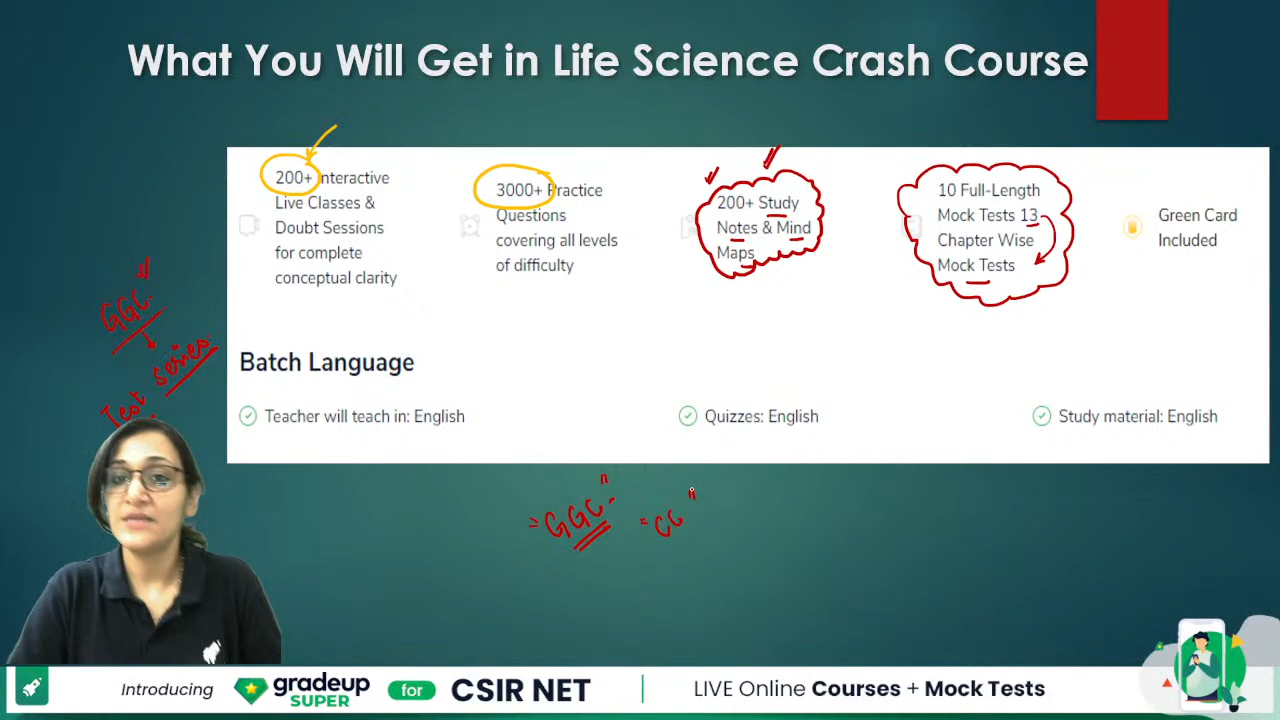 What You Will Get in Life Science Crash Course
200+ Interactive
Live Classes &
Doubt Sessions
for complete
conceptual clarity
3000+ Practice
Questions
covering all levels
of difficulty
200+ Study
Notes & Mind
Maps
10 Full-Length
Mock Tests 13
Chapter Wise
Mock Tests
Green Card
Included
GGC
Test series
Batch Language
Teacher will teach in: English
Quizzes: English
Study material: English
"GGC"
"CC"
Introducing
gradeup
SUPER
for
CSIR NET
LIVE Online Courses + Mock Tests